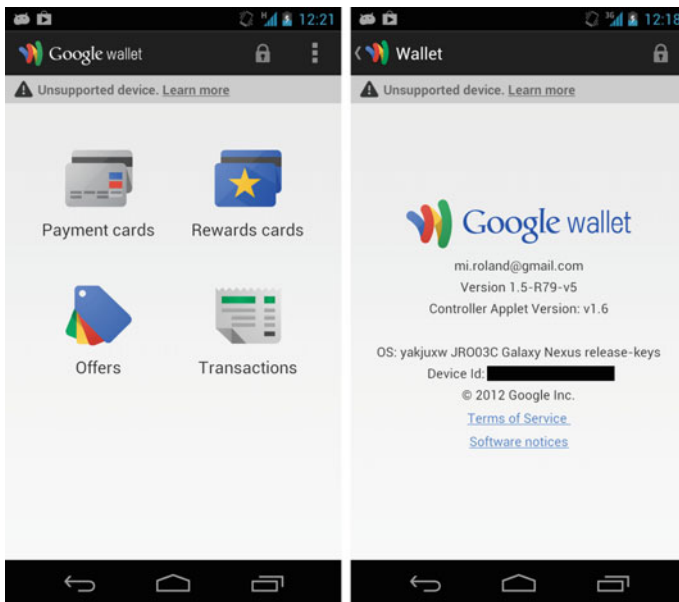 H 12:21
Google wallet
Unsupported device. Learn more
Payment cards
Rewards cards
Offers
Transactions
3G 12:18
Wallet
Unsupported device. Learn more
Google wallet
mi.roland@gmail.com
Version 1.5-R79-v5
Controller Applet Version: v1.6
OS: yakjuxw JRO03C Galaxy Nexus release-keys
Device Id:
© 2012 Google Inc.
Terms of Service
Software notices